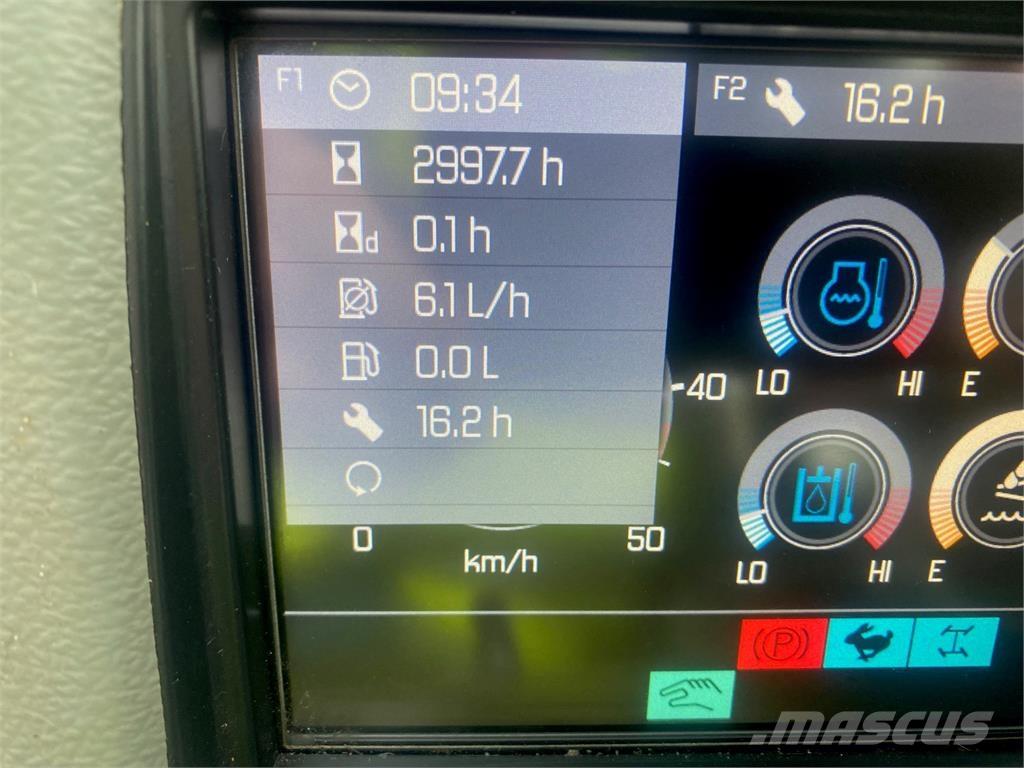 F1 09:34
2997.7 h
d 0.1 h
6.1 L/h
0.0 L
16.2 h
F2 16.2 h
40
0 50
km/h
LO HI E
LO HI E
P
MASCUS